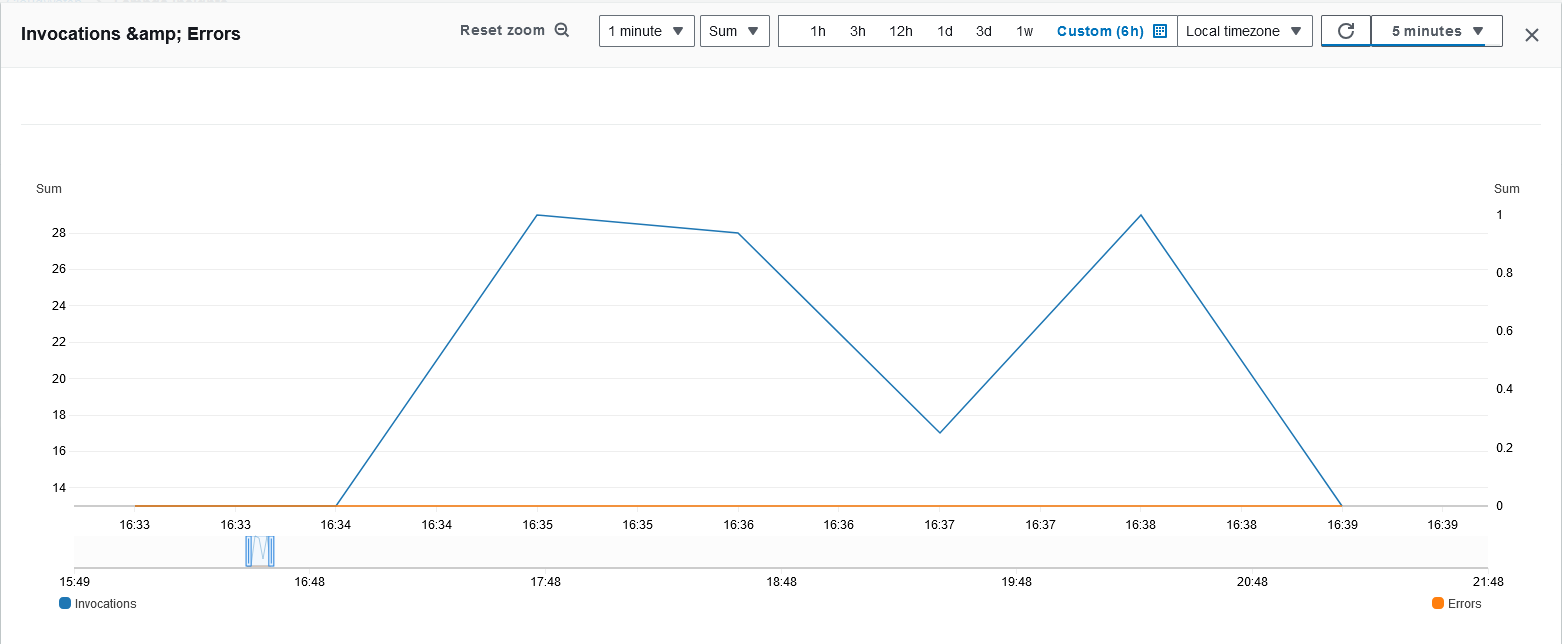 Invocations &amp; Errors
Reset zoom
1 minute
Sum
1h 3h 12h 1d 3d 1w Custom (6h)
Local timezone
5 minutes
Sum
Sum
28
26
24
22
20
18
16
14
1
0.8
0.6
0.4
0.2
0
16:33 16:33 16:34 16:34 16:35 16:35 16:36 16:36 16:37 16:37 16:38 16:38 16:39 16:39
15:49 16:48 17:48 18:48 19:48 20:48 21:48
Invocations
Errors